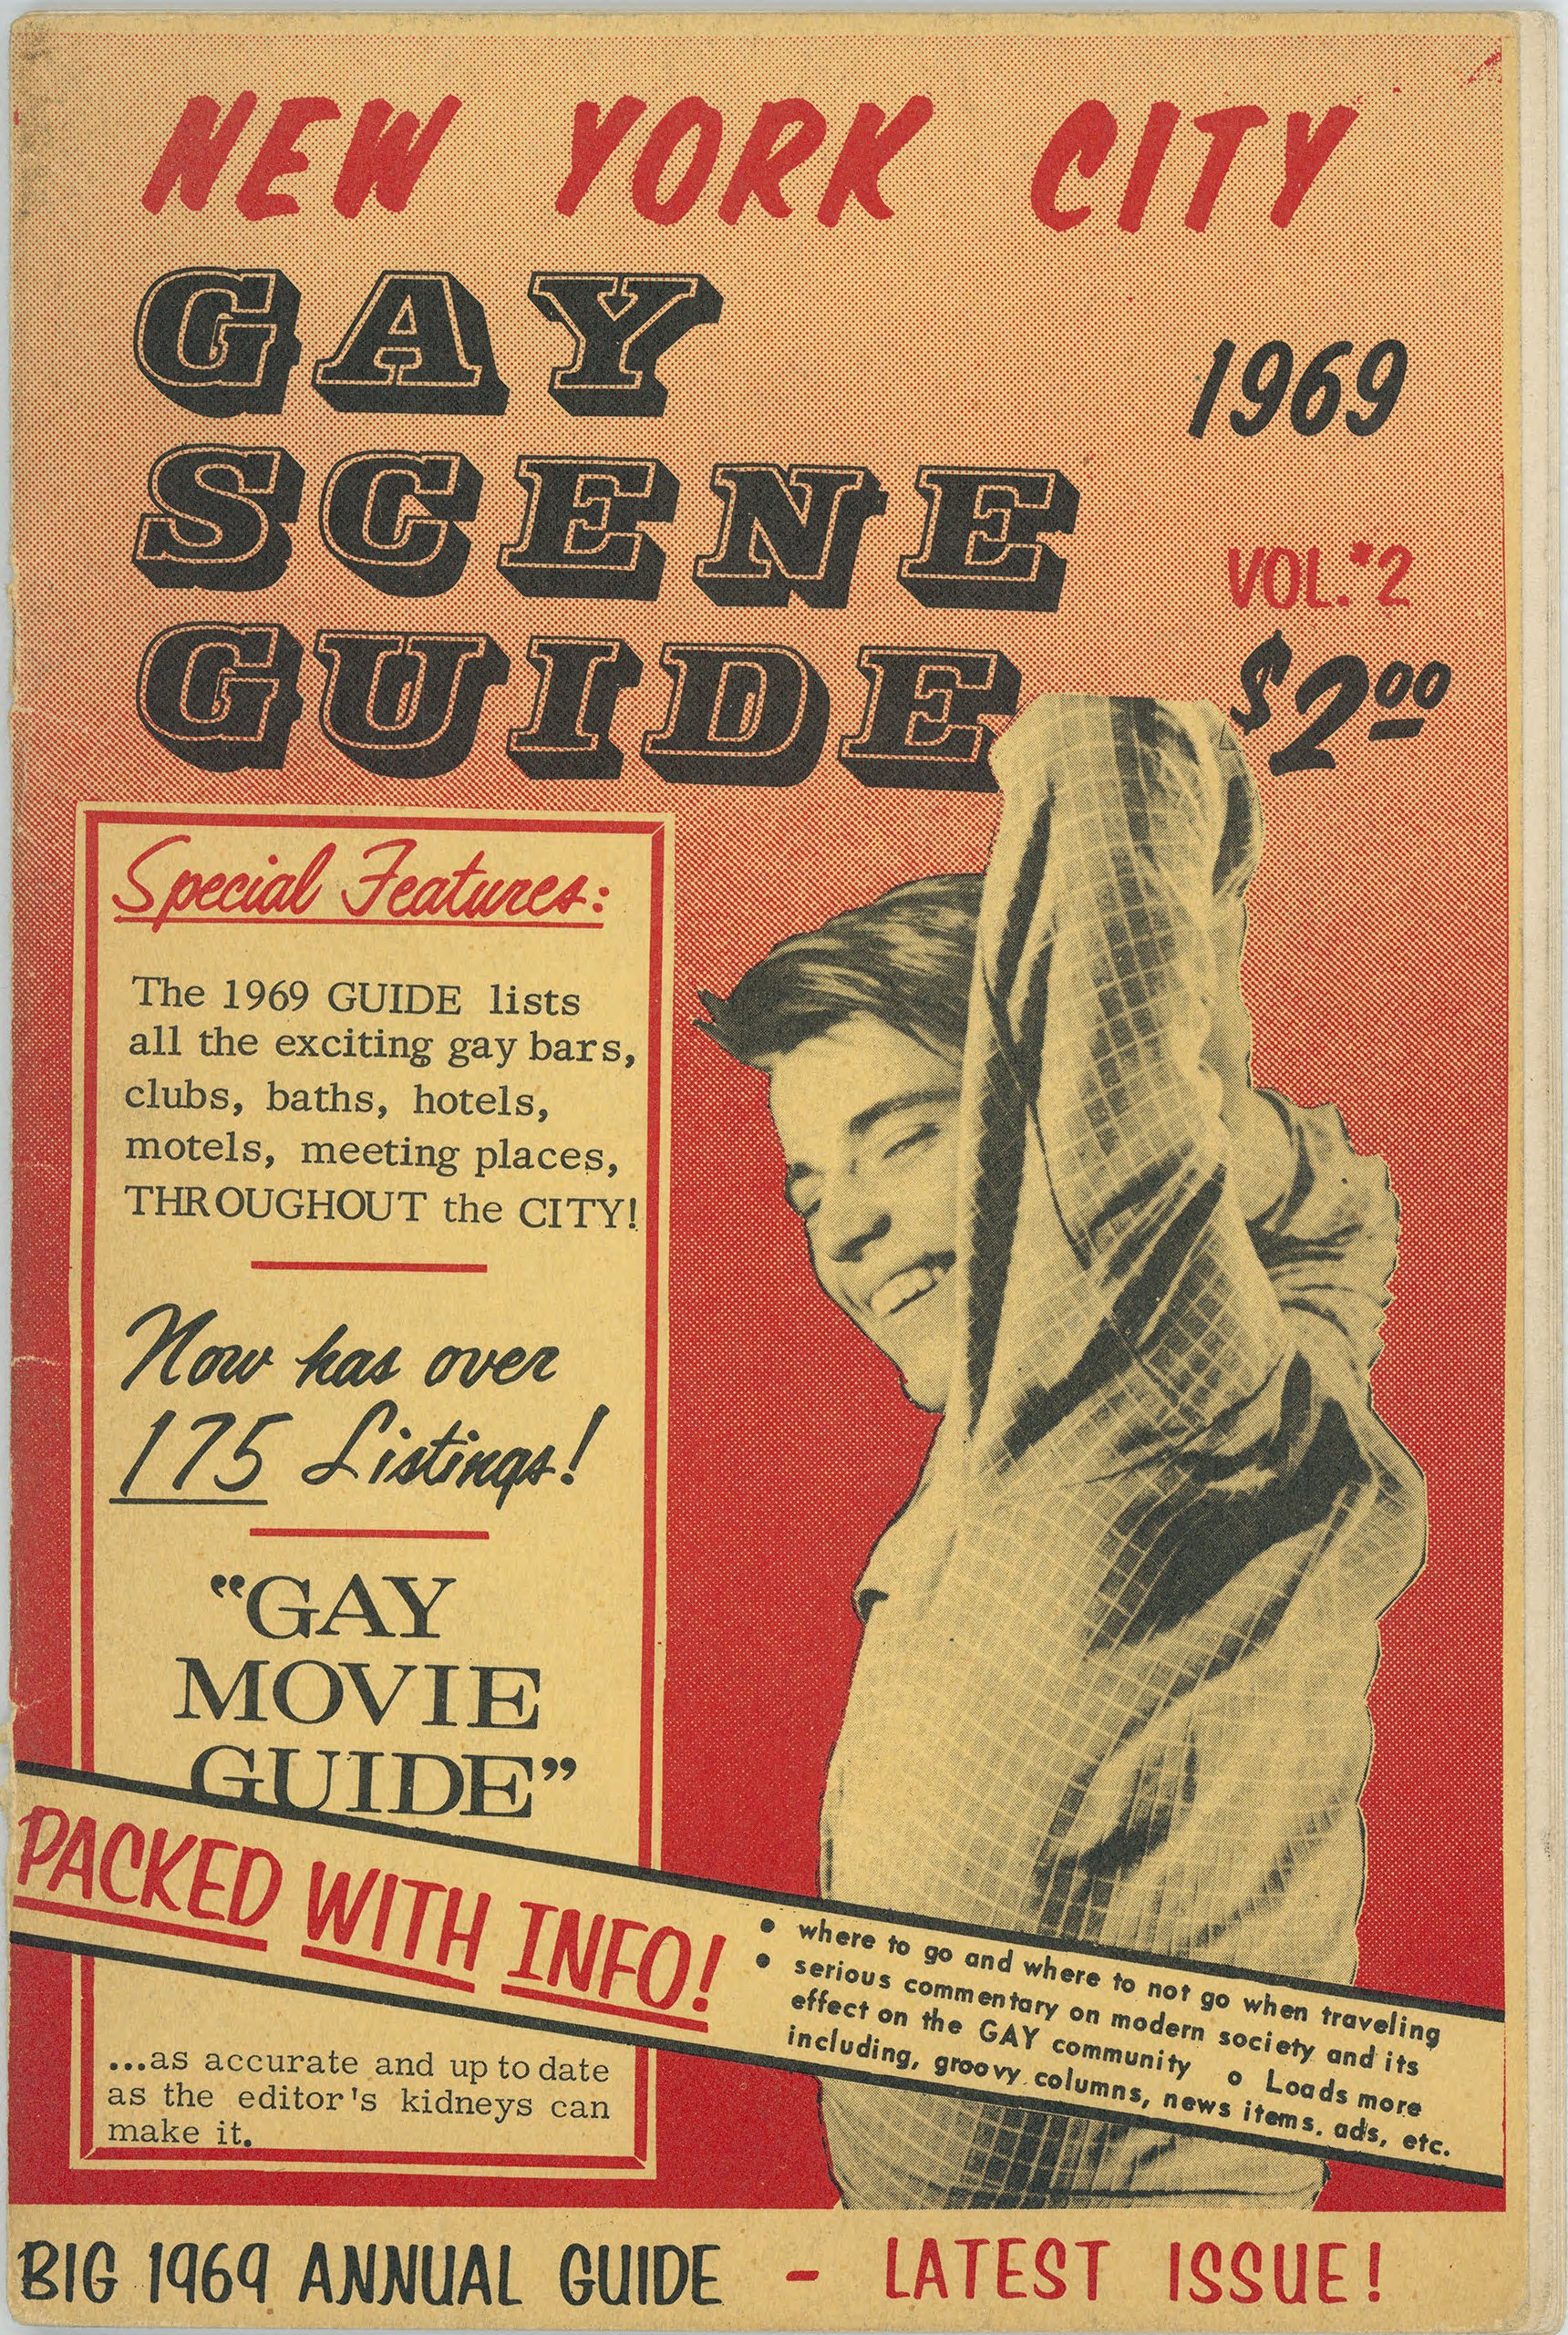 NEW YORK CITY
GAY
SCENE
GUIDE
1969
VOL. #2
$2.00
Special Features:
The 1969 GUIDE lists
all the exciting gay bars,
clubs, baths, hotels,
motels, meeting places,
THROUGHOUT the CITY!
Now has over
175 Listings!
"GAY
MOVIE
GUIDE"
PACKED WITH INFO!
• where to go and where to not go when traveling
• serious commentary on modern society and its
effect on the GAY community o Loads more
including, groovy columns, news items, ads, etc.
...as accurate and up to date
as the editor's kidneys can
make it.
BIG 1969 ANNUAL GUIDE - LATEST ISSUE!